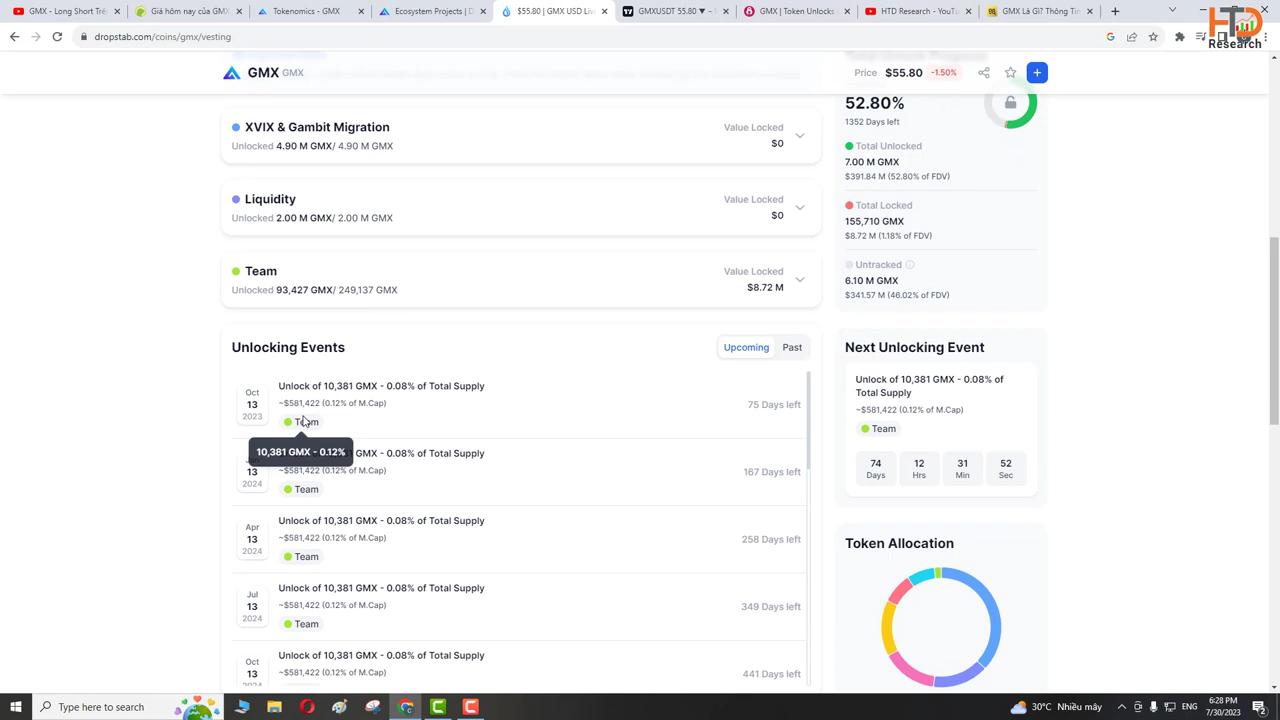 GMX - Long Short Tr
Giá hôm nay của GMX
Tokenomics - GMX
Ecosystem Projects | D
$55.80 | GMX USD Live
GMXUSDT 55.80 ▼ −
GMX | Token Unlocks
HTD Research - YouTu
GMX Là Gì? Thông Tin
dropstab.com/coins/gmx/vesting
HTD
Research
GMX GMX
Price $55.80 -1.50%
52.80%
1352 Days left
XVIX & Gambit Migration
Unlocked 4.90 M GMX/ 4.90 M GMX
Value Locked
$0
Total Unlocked
7.00 M GMX
$391.84 M (52.80% of FDV)
Liquidity
Unlocked 2.00 M GMX/ 2.00 M GMX
Value Locked
$0
Total Locked
155,710 GMX
$8.72 M (1.18% of FDV)
Team
Unlocked 93,427 GMX/ 249,137 GMX
Value Locked
$8.72 M
Untracked
6.10 M GMX
$341.57 M (46.02% of FDV)
Unlocking Events
Upcoming Past
Oct
13
2023
Unlock of 10,381 GMX - 0.08% of Total Supply
~$581,422 (0.12% of M.Cap)
Team
75 Days left
10,381 GMX - 0.12%
GMX - 0.08% of Total Supply
13
2024
~$581,422 (0.12% of M.Cap)
Team
167 Days left
Apr
13
2024
Unlock of 10,381 GMX - 0.08% of Total Supply
~$581,422 (0.12% of M.Cap)
Team
258 Days left
Jul
13
2024
Unlock of 10,381 GMX - 0.08% of Total Supply
~$581,422 (0.12% of M.Cap)
Team
349 Days left
Oct
13
2024
Unlock of 10,381 GMX - 0.08% of Total Supply
~$581,422 (0.12% of M.Cap)
441 Days left
Next Unlocking Event
Unlock of 10,381 GMX - 0.08% of
Total Supply
~$581,422 (0.12% of M.Cap)
Team
74 12 31 52
Days Hrs Min Sec
Token Allocation
Type here to search
30°C Nhiều mây
ENG
6:28 PM
7/30/2023